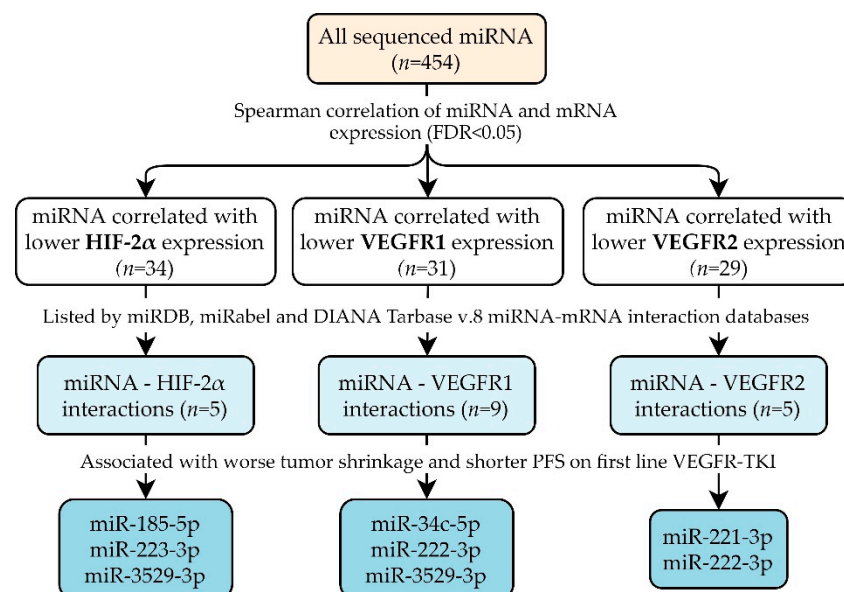 All sequenced miRNA
(n=454)
Spearman correlation of miRNA and mRNA
expression (FDR<0.05)
miRNA correlated with
lower HIF-2α expression
(n=34)
miRNA correlated with
lower VEGFR1 expression
(n=31)
miRNA correlated with
lower VEGFR2 expression
(n=29)
Listed by miRDB, miRabel and DIANA Tarbase v.8 miRNA-mRNA interaction databases
miRNA - HIF-2α
interactions (n=5)
miRNA - VEGFR1
interactions (n=9)
miRNA - VEGFR2
interactions (n=5)
Associated with worse tumor shrinkage and shorter PFS on first line VEGFR-TKI
miR-185-5p
miR-223-3p
miR-3529-3p
miR-34c-5p
miR-222-3p
miR-3529-3p
miR-221-3p
miR-222-3p